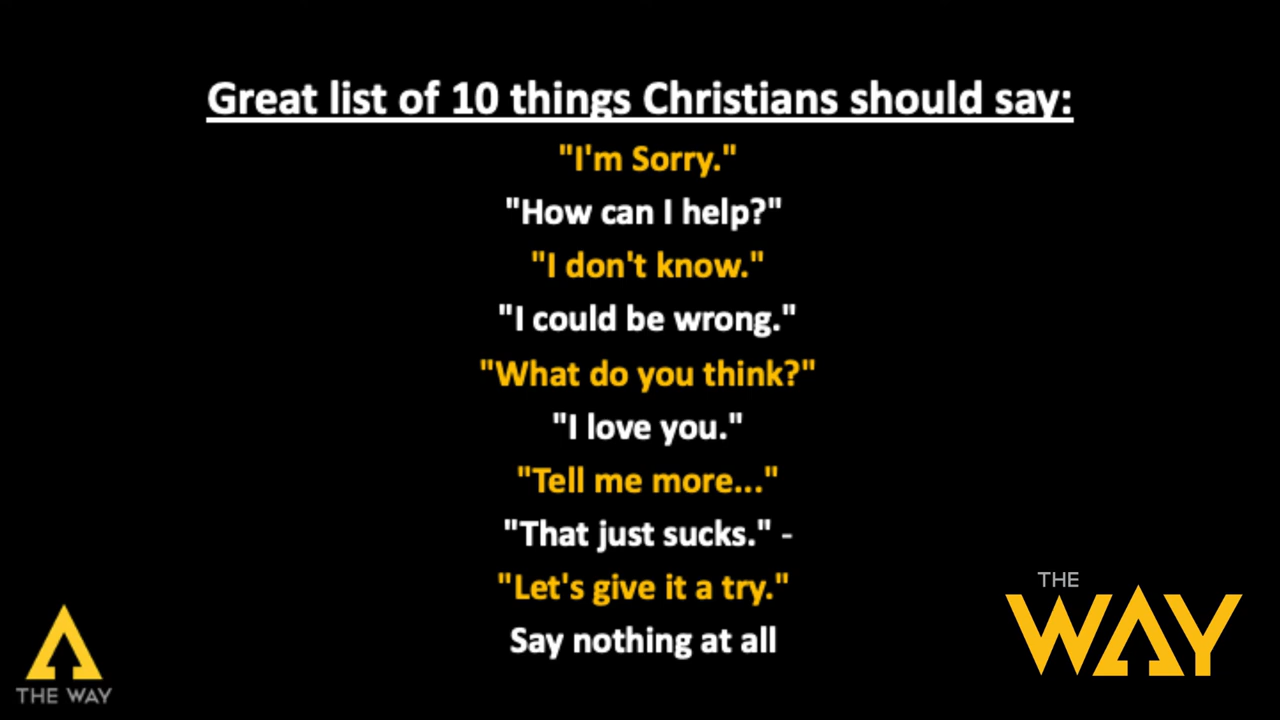 Great list of 10 things Christians should say:
"I'm Sorry."
"How can I help?"
"I don't know."
"I could be wrong."
"What do you think?"
"I love you."
"Tell me more..."
"That just sucks." -
"Let's give it a try."
Say nothing at all
THE WAY
THE
WAY